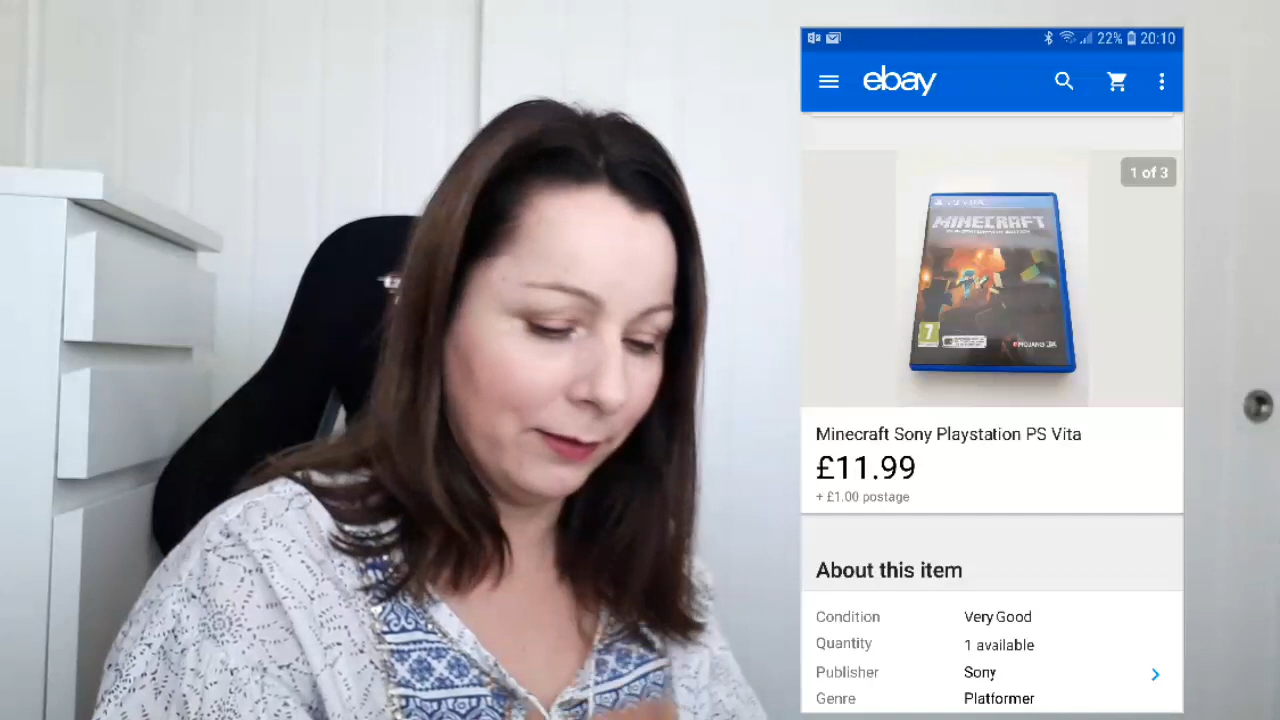 22% 20:10
ebay
1 of 3
MINECRAFT
7
Minecraft Sony Playstation PS Vita
£11.99
+ £1.00 postage
About this item
Condition Very Good
Quantity 1 available
Publisher Sony
Genre Platformer